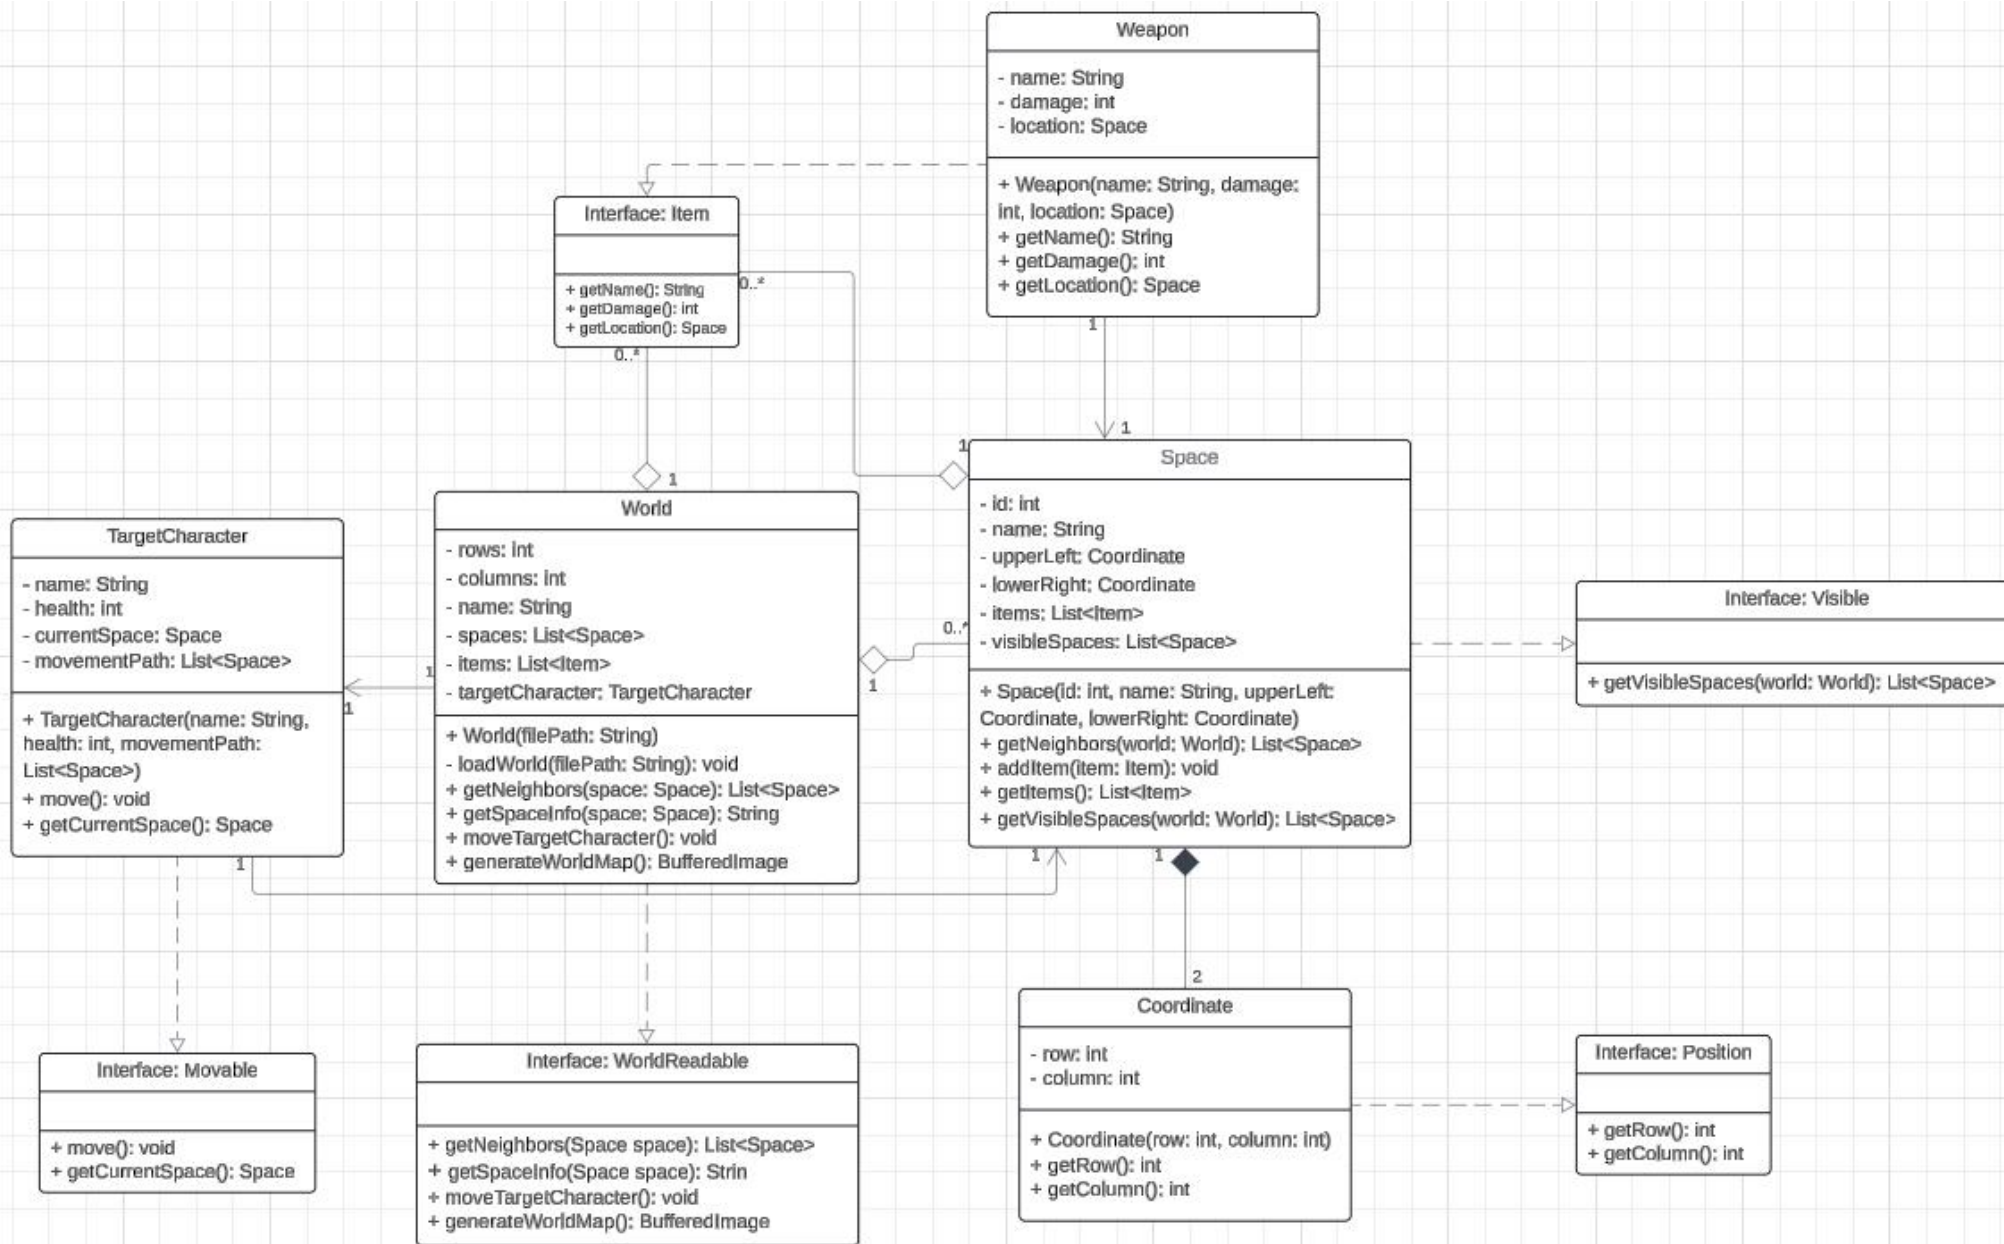 Weapon
- name: String
- damage: int
- location: Space
+ Weapon(name: String, damage:
int, location: Space)
+ getName(): String
+ getDamage(): int
+ getLocation(): Space
Interface: Item
+ getName(): String
+ getDamage(): int
+ getLocation(): Space
0..*
0..*
1
1
1
1
Space
- id: int
- name: String
- upperLeft: Coordinate
- lowerRight: Coordinate
- items: List<Item>
- visibleSpaces: List<Space>
+ Space(id: int, name: String, upperLeft:
Coordinate, lowerRight: Coordinate)
+ getNeighbors(world: World): List<Space>
+ addItem(item: Item): void
+ getItems(): List<Item>
+ getVisibleSpaces(world: World): List<Space>
World
- rows: int
- columns: int
- name: String
- spaces: List<Space>
- items: List<Item>
- targetCharacter: TargetCharacter
+ World(filePath: String)
- loadWorld(filePath: String): void
+ getNeighbors(space: Space): List<Space>
+ getSpaceInfo(space: Space): String
+ moveTargetCharacter(): void
+ generateWorldMap(): BufferedImage
TargetCharacter
- name: String
- health: int
- currentSpace: Space
- movementPath: List<Space>
+ TargetCharacter(name: String,
health: int, movementPath:
List<Space>)
+ move(): void
+ getCurrentSpace(): Space
1
1
0..*
1
Interface: Visible
+ getVisibleSpaces(world: World): List<Space>
1
1
1
2
Interface: Movable
+ move(): void
+ getCurrentSpace(): Space
Interface: WorldReadable
+ getNeighbors(Space space): List<Space>
+ getSpaceInfo(Space space): Strin
+ moveTargetCharacter(): void
+ generateWorldMap(): BufferedImage
Coordinate
- row: int
- column: int
+ Coordinate(row: int, column: int)
+ getRow(): int
+ getColumn(): int
Interface: Position
+ getRow(): int
+ getColumn(): int